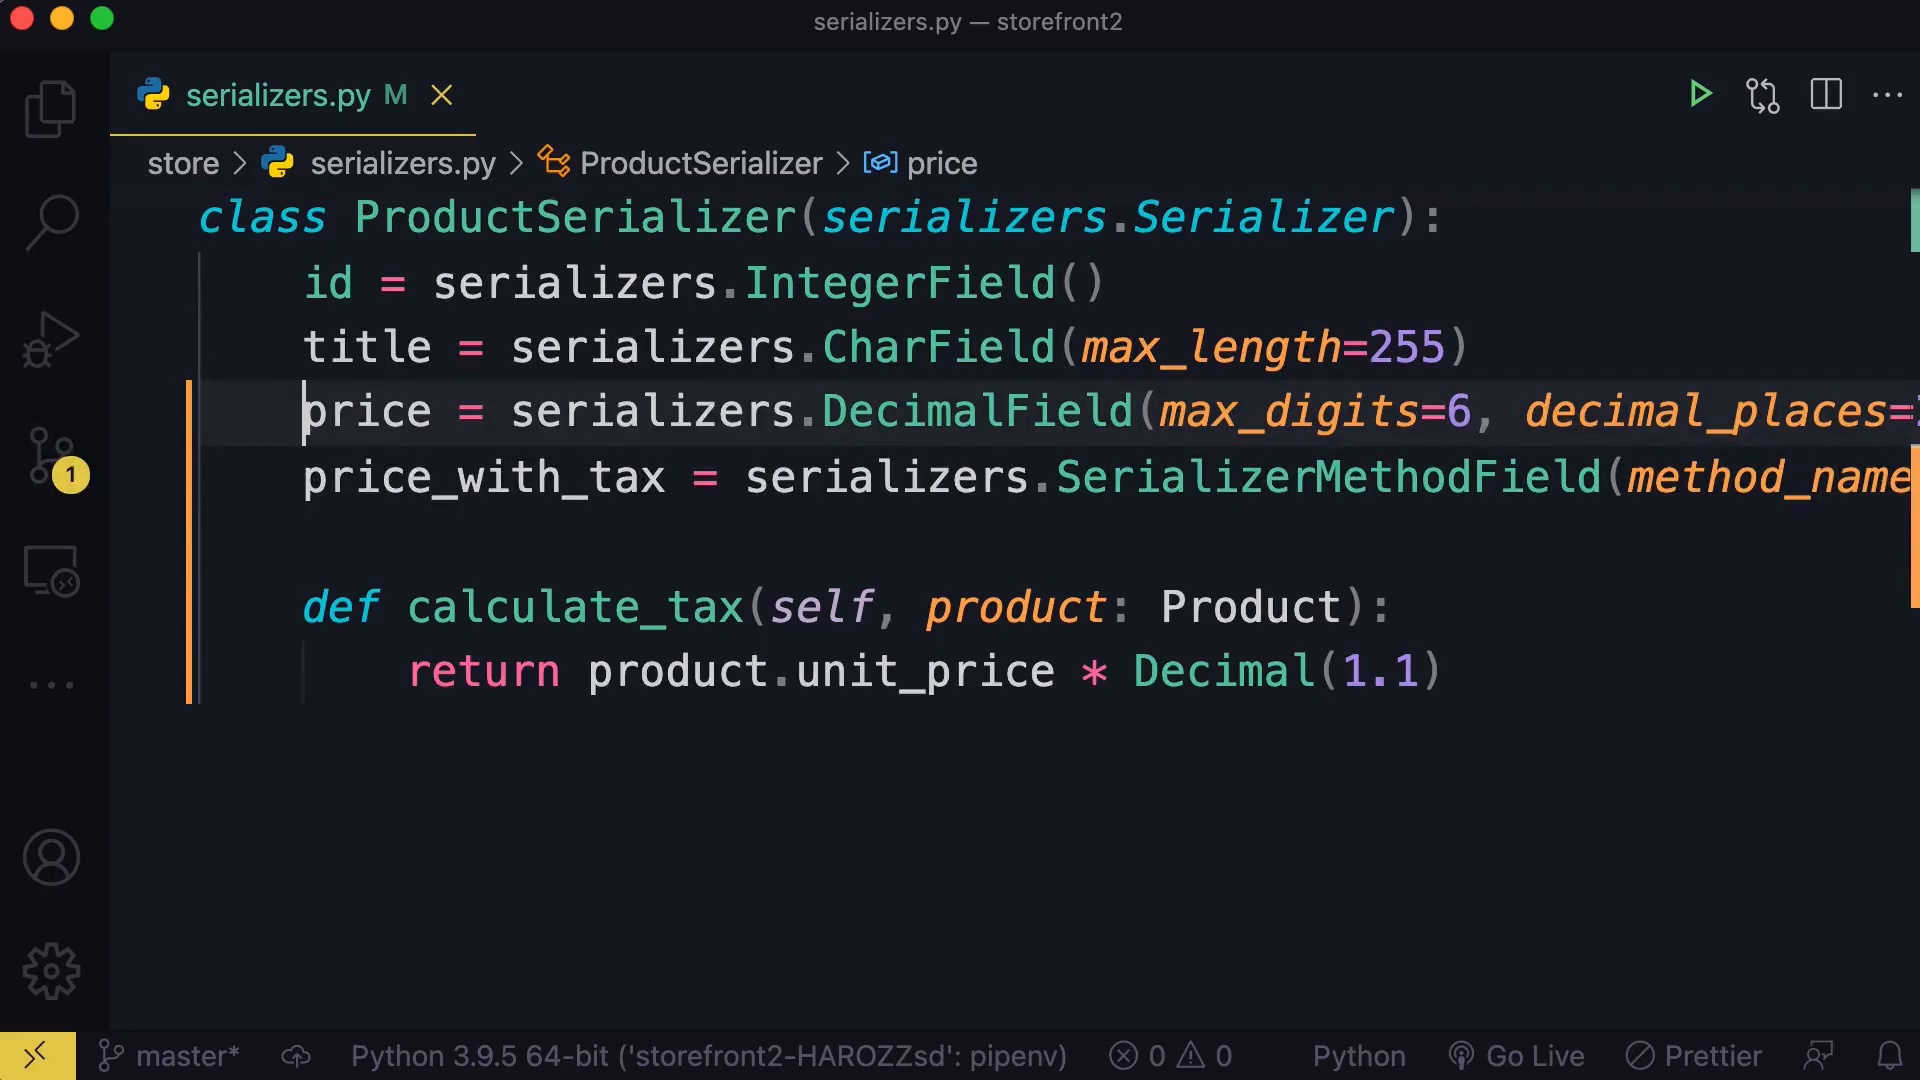 serializers.py — storefront2
serializers.py M
store > serializers.py > ProductSerializer > price
class ProductSerializer(serializers.Serializer):
id = serializers.IntegerField()
title = serializers.CharField(max_length=255)
price = serializers.DecimalField(max_digits=6, decimal_places=
price_with_tax = serializers.SerializerMethodField(method_name
def calculate_tax(self, product: Product):
return product.unit_price * Decimal(1.1)
1
master* Python 3.9.5 64-bit ('storefront2-HAROZZsd': pipenv) 0 0 Python Go Live Prettier